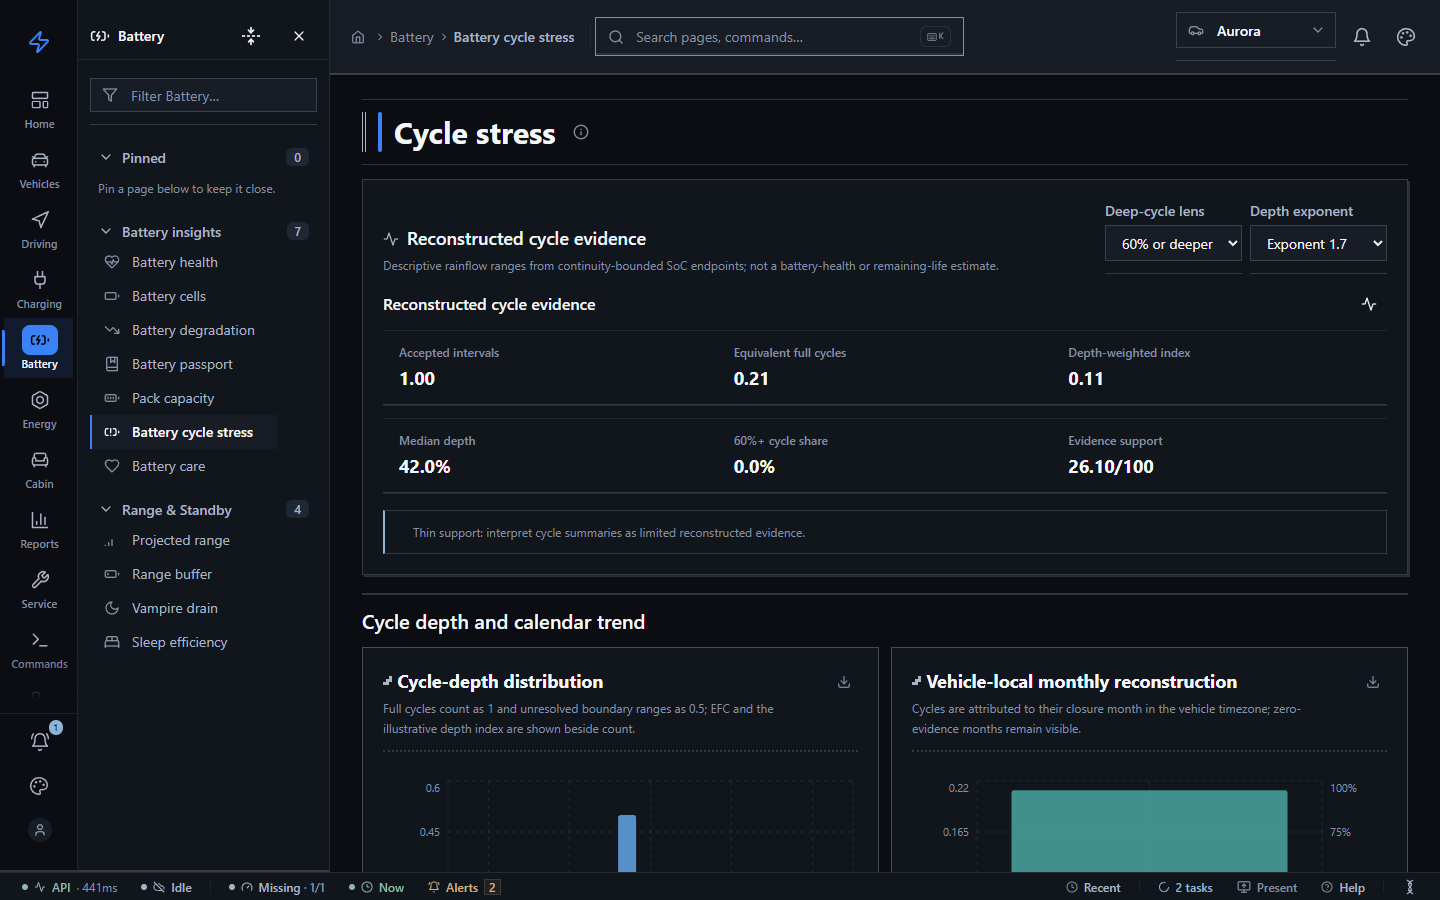 Battery
Battery
Battery cycle stress
Search pages, commands...
K
Aurora
Home
Vehicles
Driving
Charging
Battery
Energy
Cabin
Reports
Service
Commands
1
Filter Battery...
Pinned
0
Pin a page below to keep it close.
Battery insights
7
Battery health
Battery cells
Battery degradation
Battery passport
Pack capacity
Battery cycle stress
Battery care
Range & Standby
4
Projected range
Range buffer
Vampire drain
Sleep efficiency
Cycle stress
Reconstructed cycle evidence
Descriptive rainflow ranges from continuity-bounded SoC endpoints; not a battery-health or remaining-life estimate.
Deep-cycle lens
60% or deeper
Depth exponent
Exponent 1.7
Reconstructed cycle evidence
Accepted intervals
1.00
Equivalent full cycles
0.21
Depth-weighted index
0.11
Median depth
42.0%
60%+ cycle share
0.0%
Evidence support
26.10/100
Thin support: interpret cycle summaries as limited reconstructed evidence.
Cycle depth and calendar trend
Cycle-depth distribution
Full cycles count as 1 and unresolved boundary ranges as 0.5; EFC and the
illustrative depth index are shown beside count.
0.6
0.45
Vehicle-local monthly reconstruction
Cycles are attributed to their closure month in the vehicle timezone; zero-
evidence months remain visible.
0.22
0.165
100%
75%
API · 441ms
Idle
Missing · 1/1
Now
Alerts 2
Recent
2 tasks
Present
Help